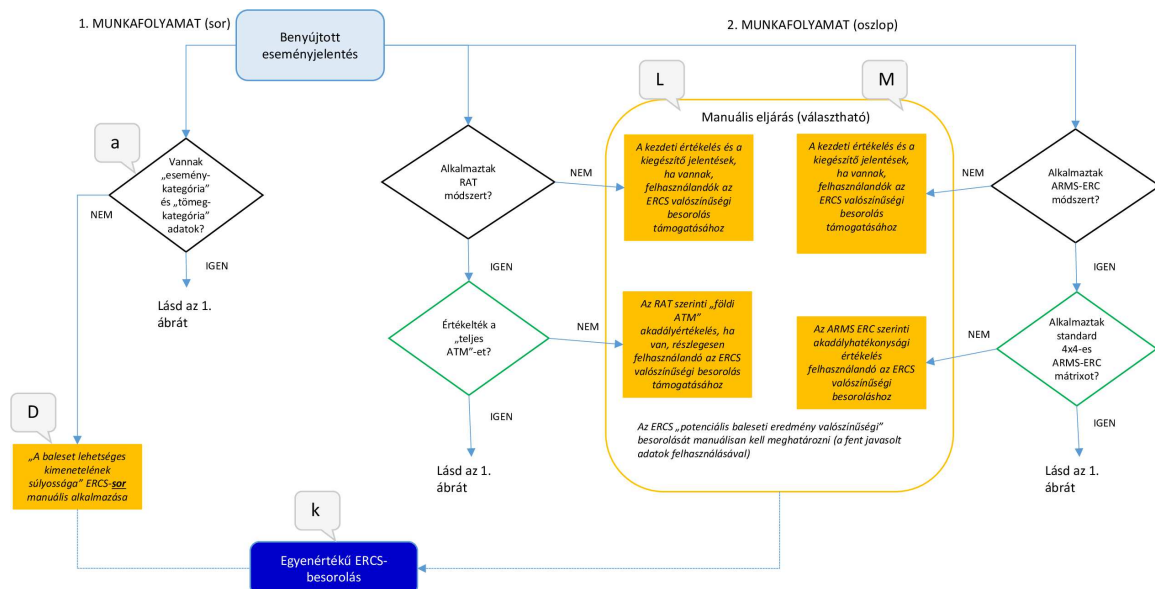 1. MUNKAFOLYAMAT (sor)
Benyújtott
eseményjelentés
2. MUNKAFOLYAMAT (oszlop)
a
Vannak
„esemény-
kategória”
és „tömeg-
kategória”
adatok?
NEM
IGEN
Lásd az 1.
ábrát
D
„A baleset lehetséges
kimenetelének
súlyossága” ERCS-sor
manuális alkalmazása
Alkalmaztak
RAT
módszert?
NEM
IGEN
Értékelték a
„teljes
ATM”-et?
NEM
IGEN
Lásd az 1.
ábrát
L
M
Manuális eljárás (választható)
A kezdeti értékelés és a
kiegészítő jelentések,
ha vannak,
felhasználandók az
ERCS valószínűségi
besorolás
támogatásához
A kezdeti értékelés és a
kiegészítő jelentések,
ha vannak,
felhasználandók az
ERCS valószínűségi
besorolás
támogatásához
Az RAT szerinti „földi
ATM”
akadályértékelés, ha
van, részlegesen
felhasználandó az ERCS
valószínűségi besorolás
támogatásához
Az ARMS ERC szerinti
akadályhatékonysági
értékelés
felhasználandó az ERCS
valószínűségi
besoroláshoz
Az ERCS „potenciális baleseti eredmény valószínűségi”
besorolását manuálisan kell meghatározni (a fent javasolt
adatok felhasználásával)
Alkalmaztak
ARMS-ERC
módszert?
NEM
IGEN
Alkalmaztak
standard
4x4-es
ARMS-ERC
mátrixot?
NEM
IGEN
Lásd az 1.
ábrát
k
Egyenértékű ERCS-
besorolás